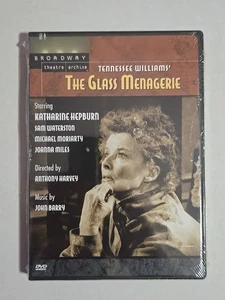 BROADWAY
theatre archive
TENNESSEE WILLIAMS'
THE GLASS MENAGERIE
Starring
KATHARINE HEPBURN
SAM WATERSTON
MICHAEL MORIARTY
JOANNA MILES
Directed by
ANTHONY HARVEY
Music by
JOHN BARRY
DVD